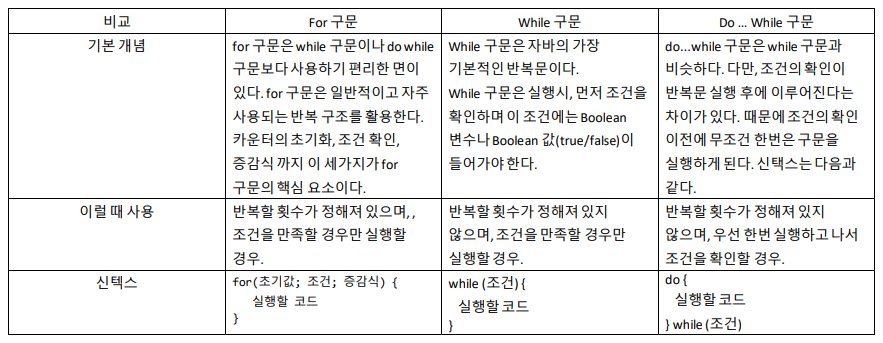 비교
For 구문
While 구문
Do ... While 구문
기본 개념
for 구문은 while 구문이나 do while
구문보다 사용하기 편리한 면이
있다. for 구문은 일반적이고 자주
사용되는 반복 구조를 활용한다.
카운터의 초기화, 조건 확인,
증감식 까지 이 세가지가 for
구문의 핵심 요소이다.
While 구문은 자바의 가장
기본적인 반복문이다.
While 구문은 실행시, 먼저 조건을
확인하며 이 조건에는 Boolean
변수나 Boolean 값(true/false)이
들어가야 한다.
do...while 구문은 while 구문과
비슷하다. 다만, 조건의 확인이
반복문 실행 후에 이루어진다는
차이가 있다. 때문에 조건의 확인
이전에 무조건 한번은 구문을
실행하게 된다. 신택스는 다음과
같다.
이럴 때 사용
반복할 횟수가 정해져 있으며, ,
조건을 만족할 경우만 실행할
경우.
반복할 횟수가 정해져 있지
않으며, 조건을 만족할 경우만
실행할 경우.
반복할 횟수가 정해져 있지
않으며, 우선 한번 실행하고 나서
조건을 확인할 경우.
신텍스
for(초기값; 조건; 증감식) {
실행할 코드
}
while (조건) {
실행할 코드
}
do {
실행할 코드
} while (조건)